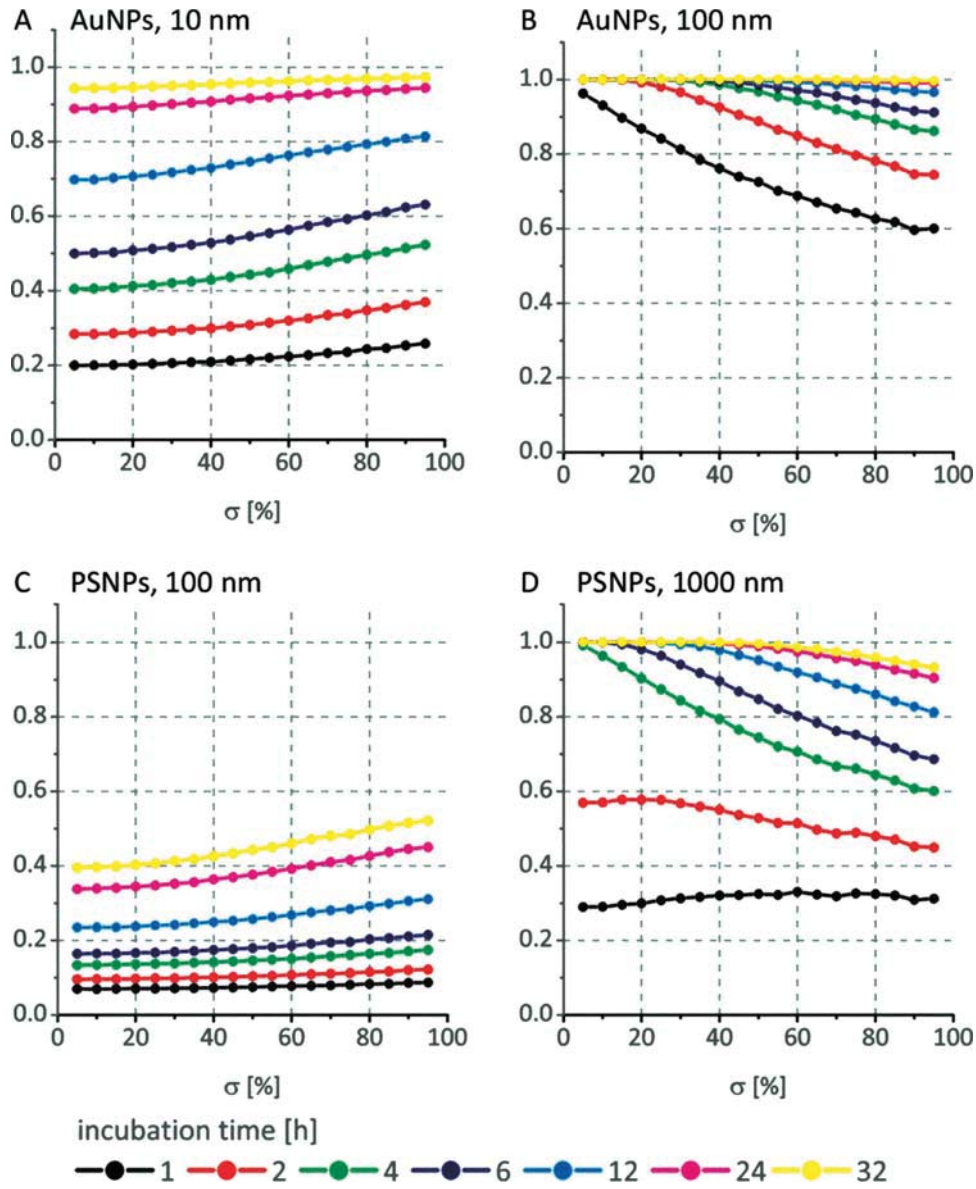 A AuNPs, 10 nm
1.0
0.8
0.6
0.4
0.2
0.0
0 20 40 60 80 100
σ [%]
B AuNPs, 100 nm
1.0
0.8
0.6
0.4
0.2
0.0
0 20 40 60 80 100
σ [%]
C PSNPs, 100 nm
1.0
0.8
0.6
0.4
0.2
0.0
0 20 40 60 80 100
σ [%]
D PSNPs, 1000 nm
1.0
0.8
0.6
0.4
0.2
0.0
0 20 40 60 80 100
σ [%]
incubation time [h]
1 2 4 6 12 24 32